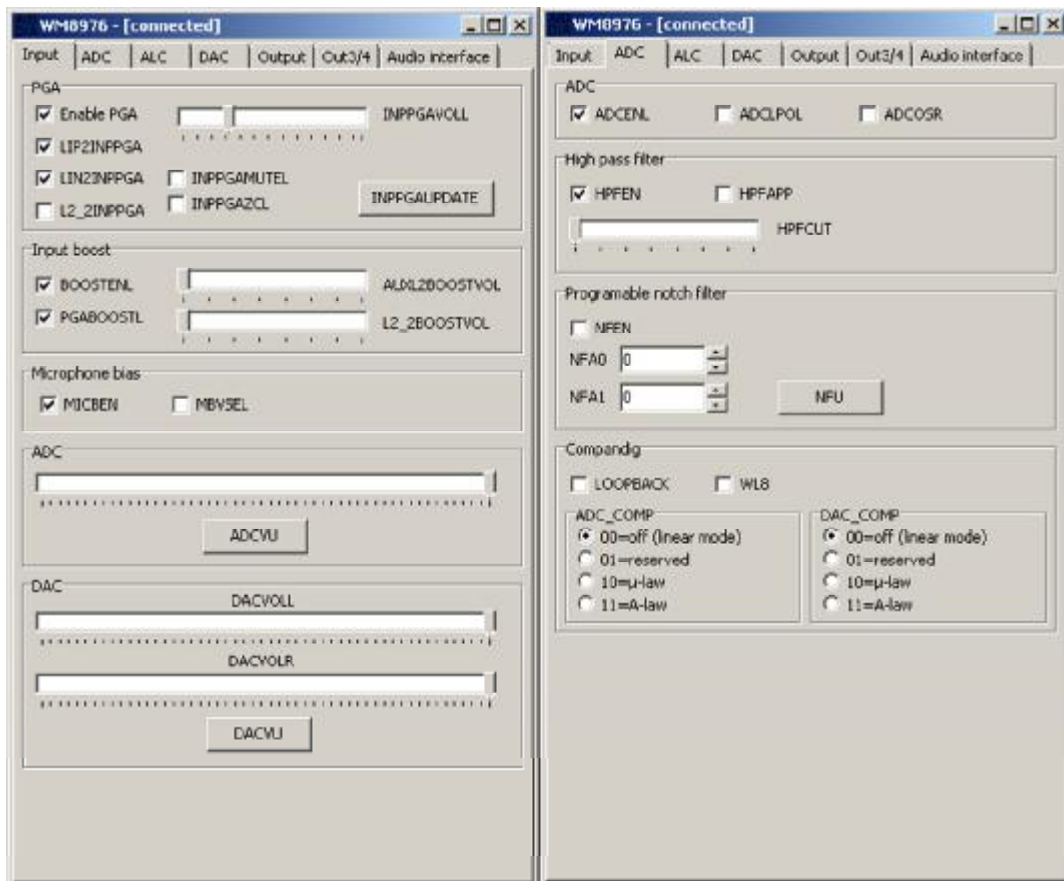 WM8976 - [connected]
Input ADC ALC DAC Output Out3/4 Audio interface
PGA
Enable PGA
INPPGAVOLL
LIP2INPPGA
LIN2INPPGA
INPPGAMUTEL
L2_2INPPGA
INPPGAZCL
INPPGAUPDATE
Input boost
BOOSTENL
AUXL2BOOSTVOL
PGABOOSTL
L2_2BOOSTVOL
Microphone bias
MICBEN
MBVSEL
ADC
ADCVU
DAC
DACVOLL
DACVOLR
DACVU
WM8976 - [connected]
Input ADC ALC DAC Output Out3/4 Audio interface
ADC
ADCENL
ADCLPOL
ADCOSR
High pass filter
HPFEN
HPFAPP
HPFCUT
Programable notch filter
NFEN
NFA0 0
NFA1 0
NFU
Compandig
LOOPBACK
WL8
ADC_COMP
00=off (linear mode)
01=reserved
10=µ-law
11=A-law
DAC_COMP
00=off (linear mode)
01=reserved
10=µ-law
11=A-law